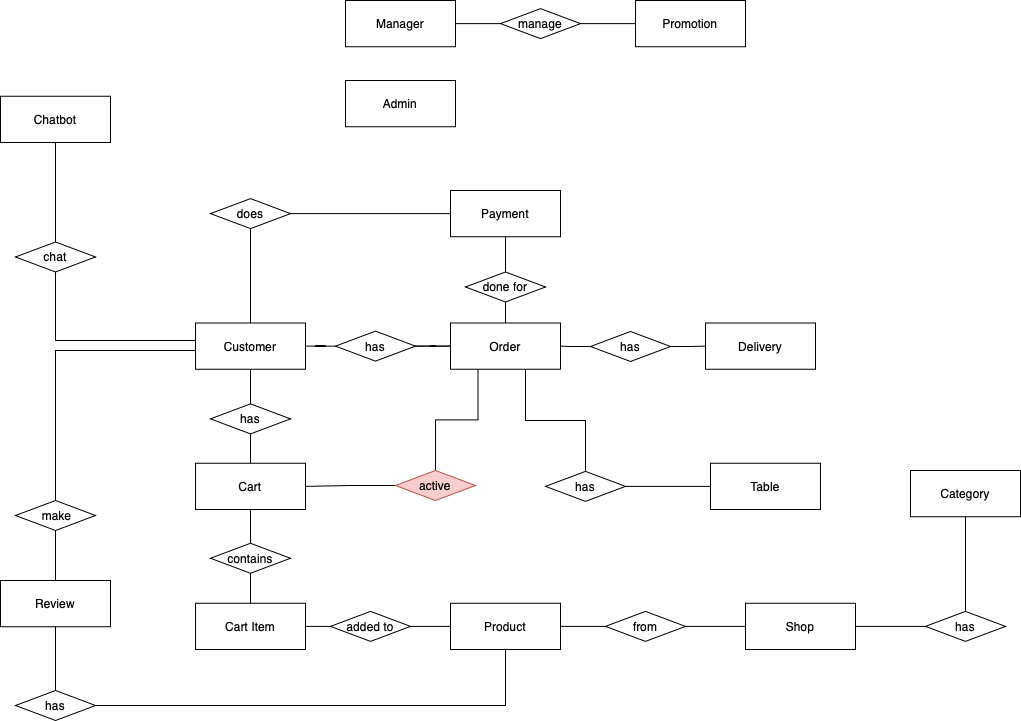 Manager
manage
Promotion
Admin
Chatbot
does
Payment
chat
done for
Customer
has
Order
has
Delivery
has
Cart
active
has
Table
Category
make
contains
Review
Cart Item
added to
Product
from
Shop
has
has